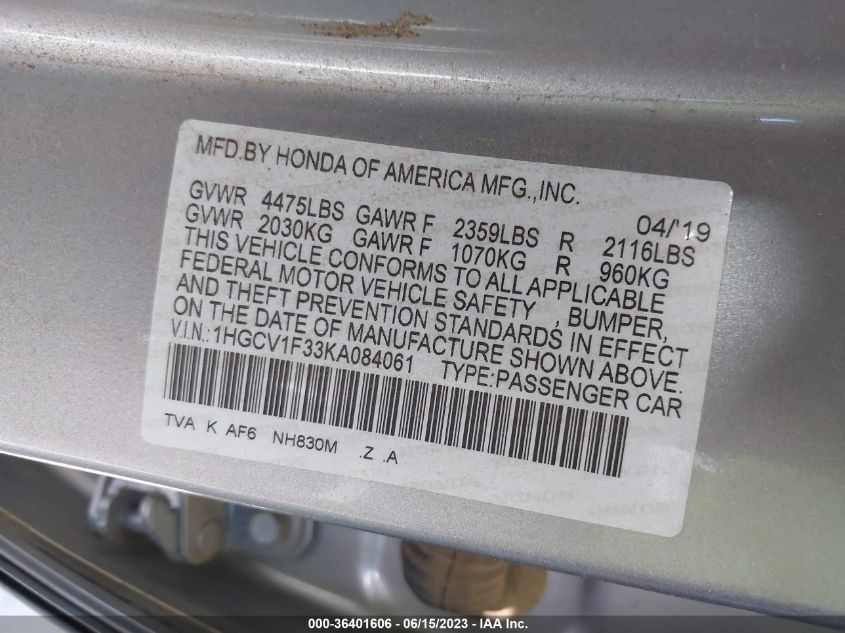 MFD.BY HONDA OF AMERICA MFG.,INC.
04/'19
GVWR 4475LBS GAWR F 2359LBS R 2116LBS
GVWR 2030KG GAWR F 1070KG R 960KG
THIS VEHICLE CONFORMS TO ALL APPLICABLE
FEDERAL MOTOR VEHICLE SAFETY , BUMPER,
AND THEFT PREVENTION STANDARDS IN EFFECT
ON THE DATE OF MANUFACTURE SHOWN ABOVE.
V.I.N.:1HGCV1F33KA084061 TYPE:PASSENGER CAR
TVA K AF6 NH830M .Z .A
000-36401606 - 06/15/2023 - IAA Inc.